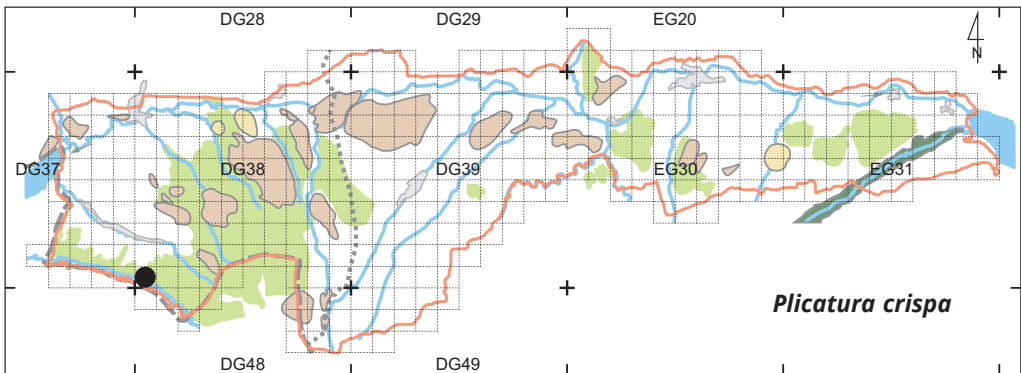 DG28 DG29 EG20
N
DG37 DG38 DG39 EG30 EG31
Plicatura crispa
DG48 DG49